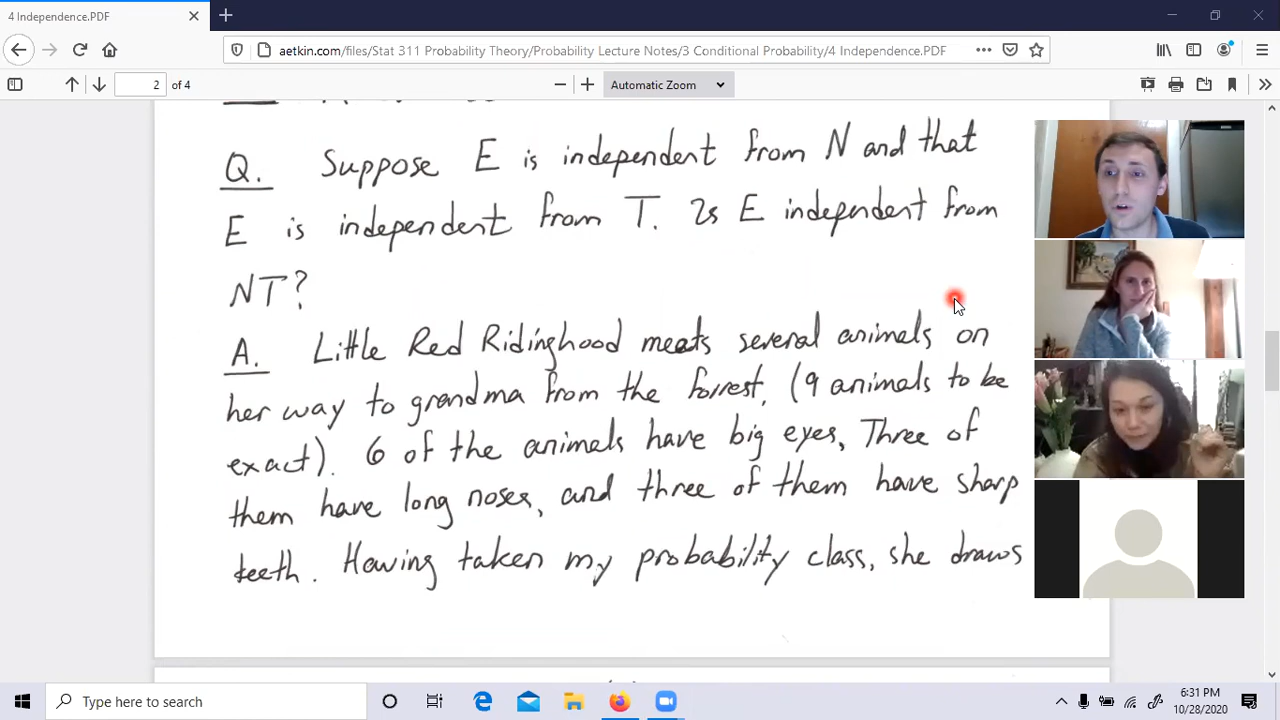 4 Independence.PDF
aetkin.com/files/Stat 311 Probability Theory/Probability Lecture Notes/3 Conditional Probability/4 Independence.PDF
2 of 4
Automatic Zoom
Q. Suppose E is independent from N and that
E is independent from T. Is E independent from
NT?
A. Little Red Ridinghood meets several animals on
her way to grandma from the forrest, (9 animals to be
exact). 6 of the animals have big eyes, Three of
them have long noses, and three of them have sharp
teeth. Having taken my probability class, she draws
Type here to search
6:31 PM
10/28/2020